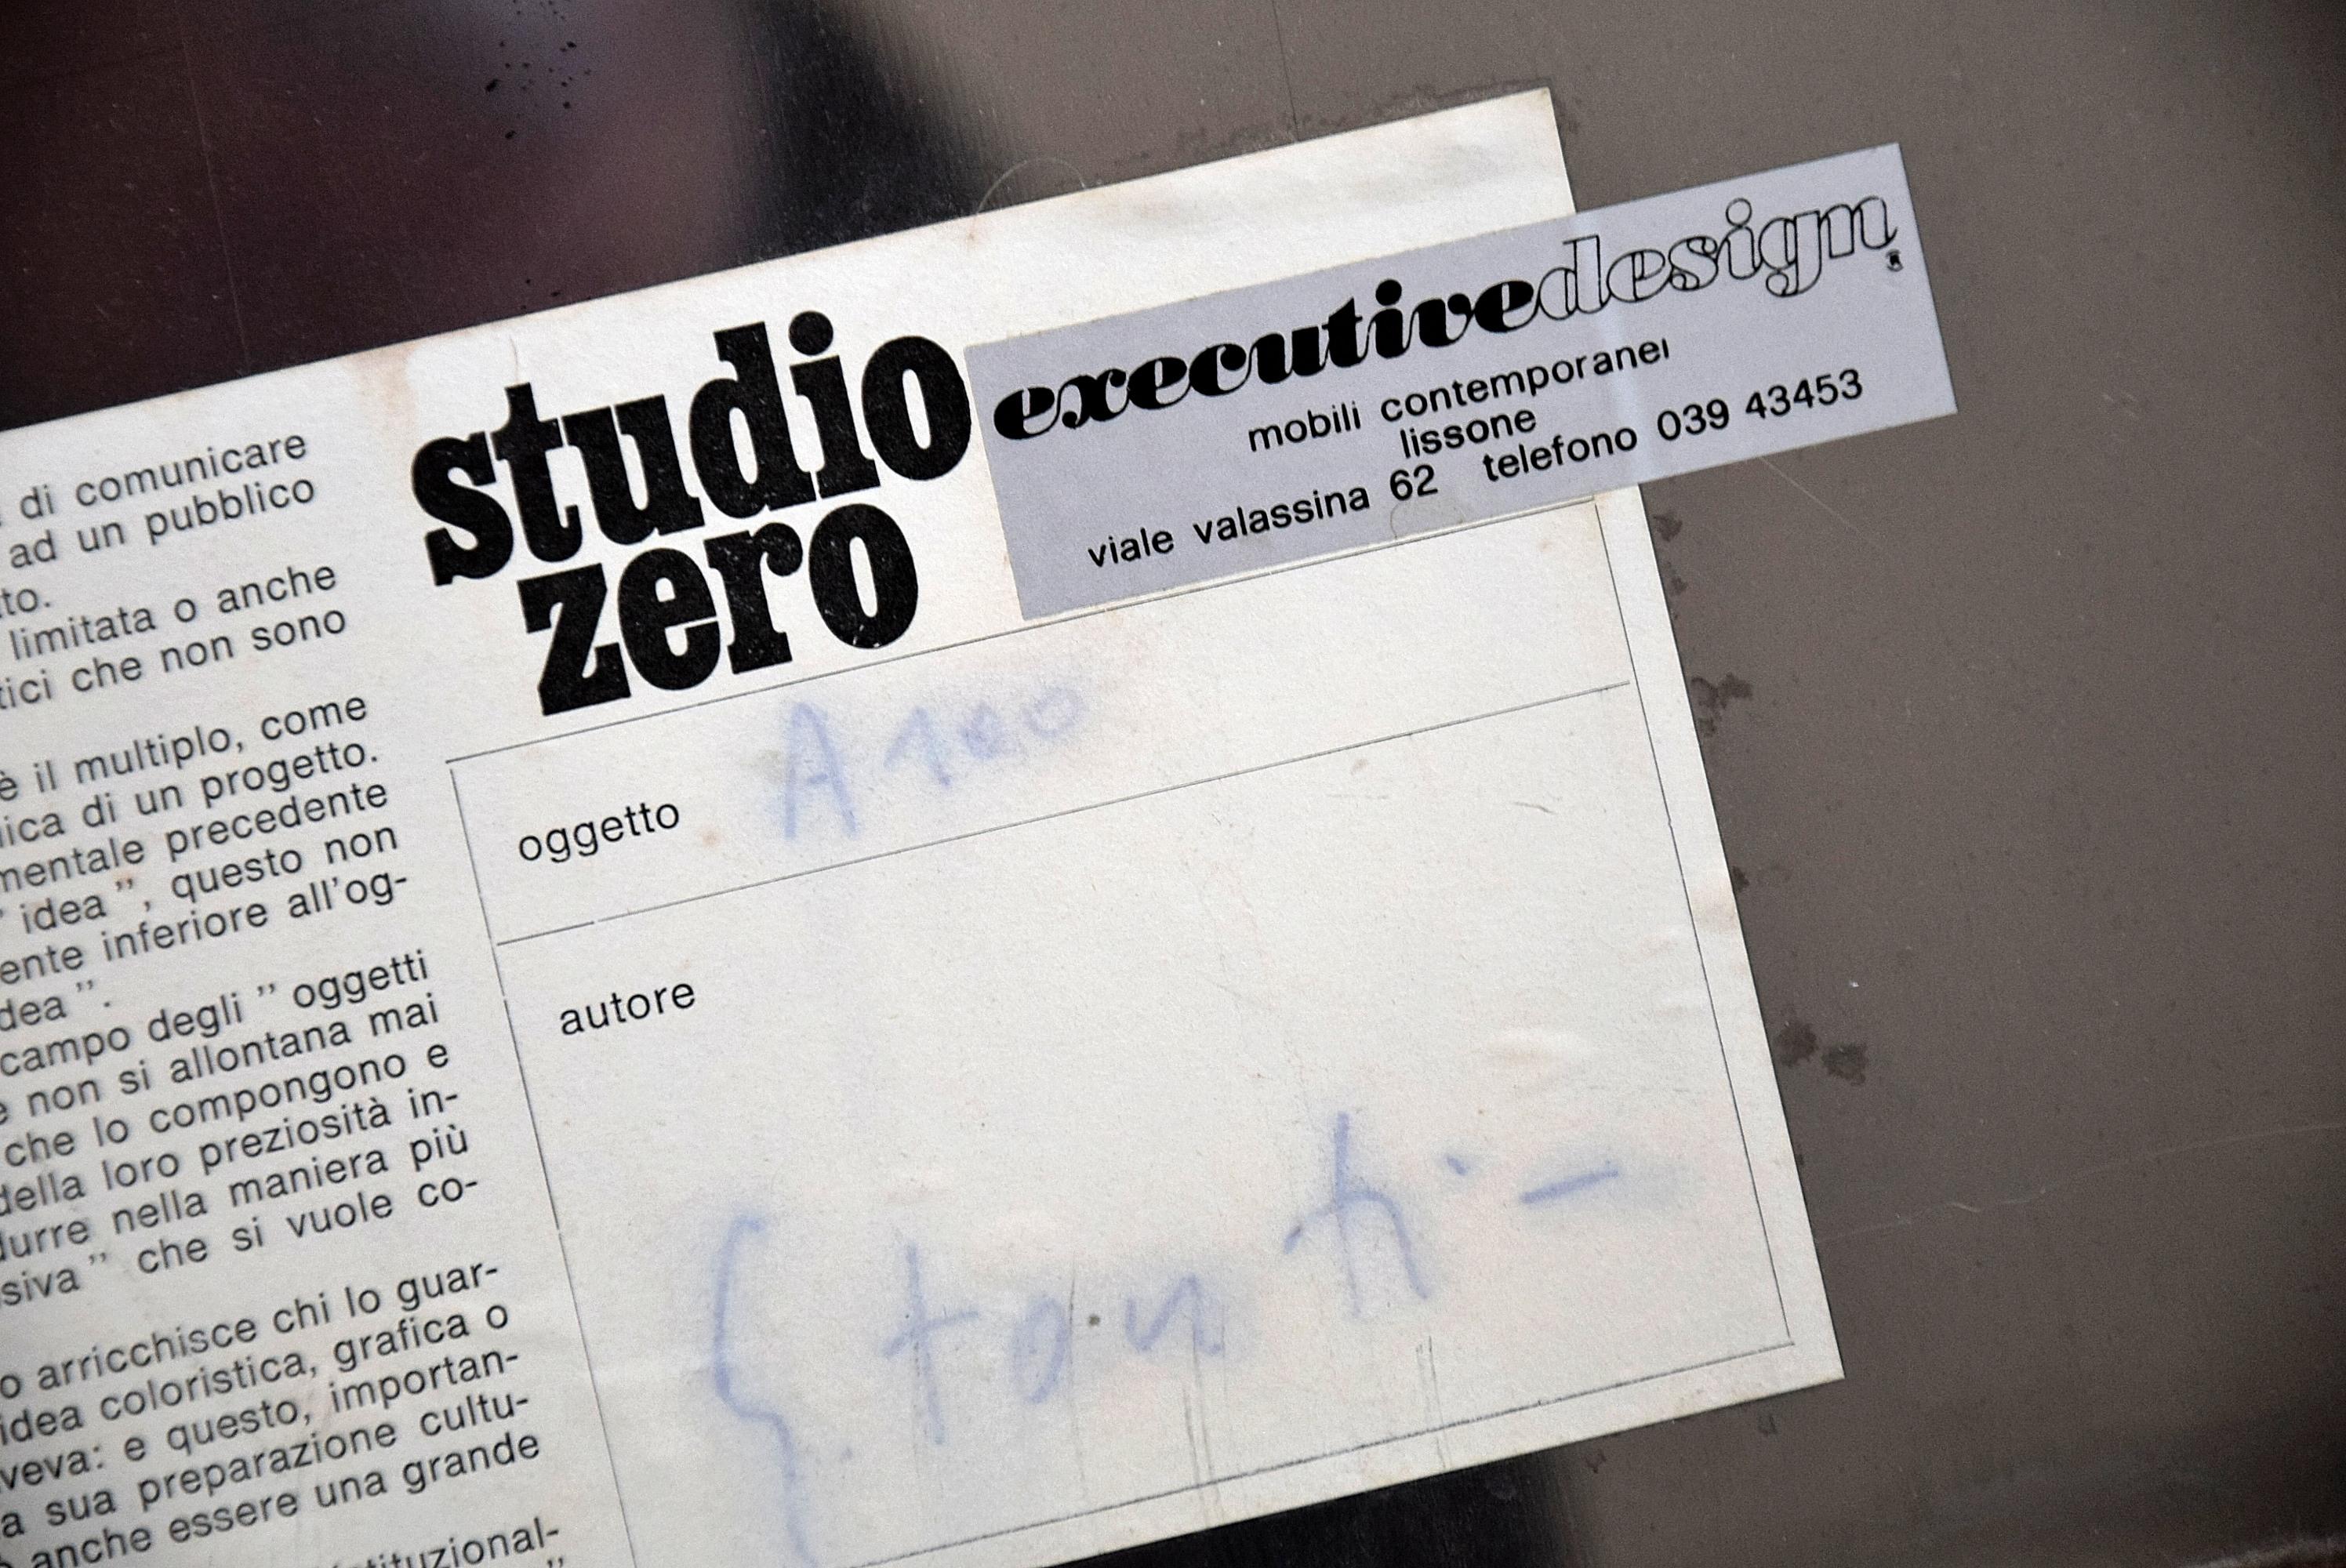 di comunicare
ad un pubblico
to.
limitata o anche
tici che non sono
è il multiplo, come
ica di un progetto.
mentale precedente
" idea ", questo non
ente inferiore all'og-
dea ".
campo degli " oggetti
e non si allontana mai
che lo compongono e
della loro preziosità in-
durre nella maniera più
siva " che si vuole co-
o arricchisce chi lo guar-
idea coloristica, grafica o
veva: e questo, importan-
a sua preparazione cultu-
anche essere una grande
tituzional-
studio
zero
executivedesign
mobili contemporanei
lissone
viale valassina 62 telefono 039 43453
oggetto
autore